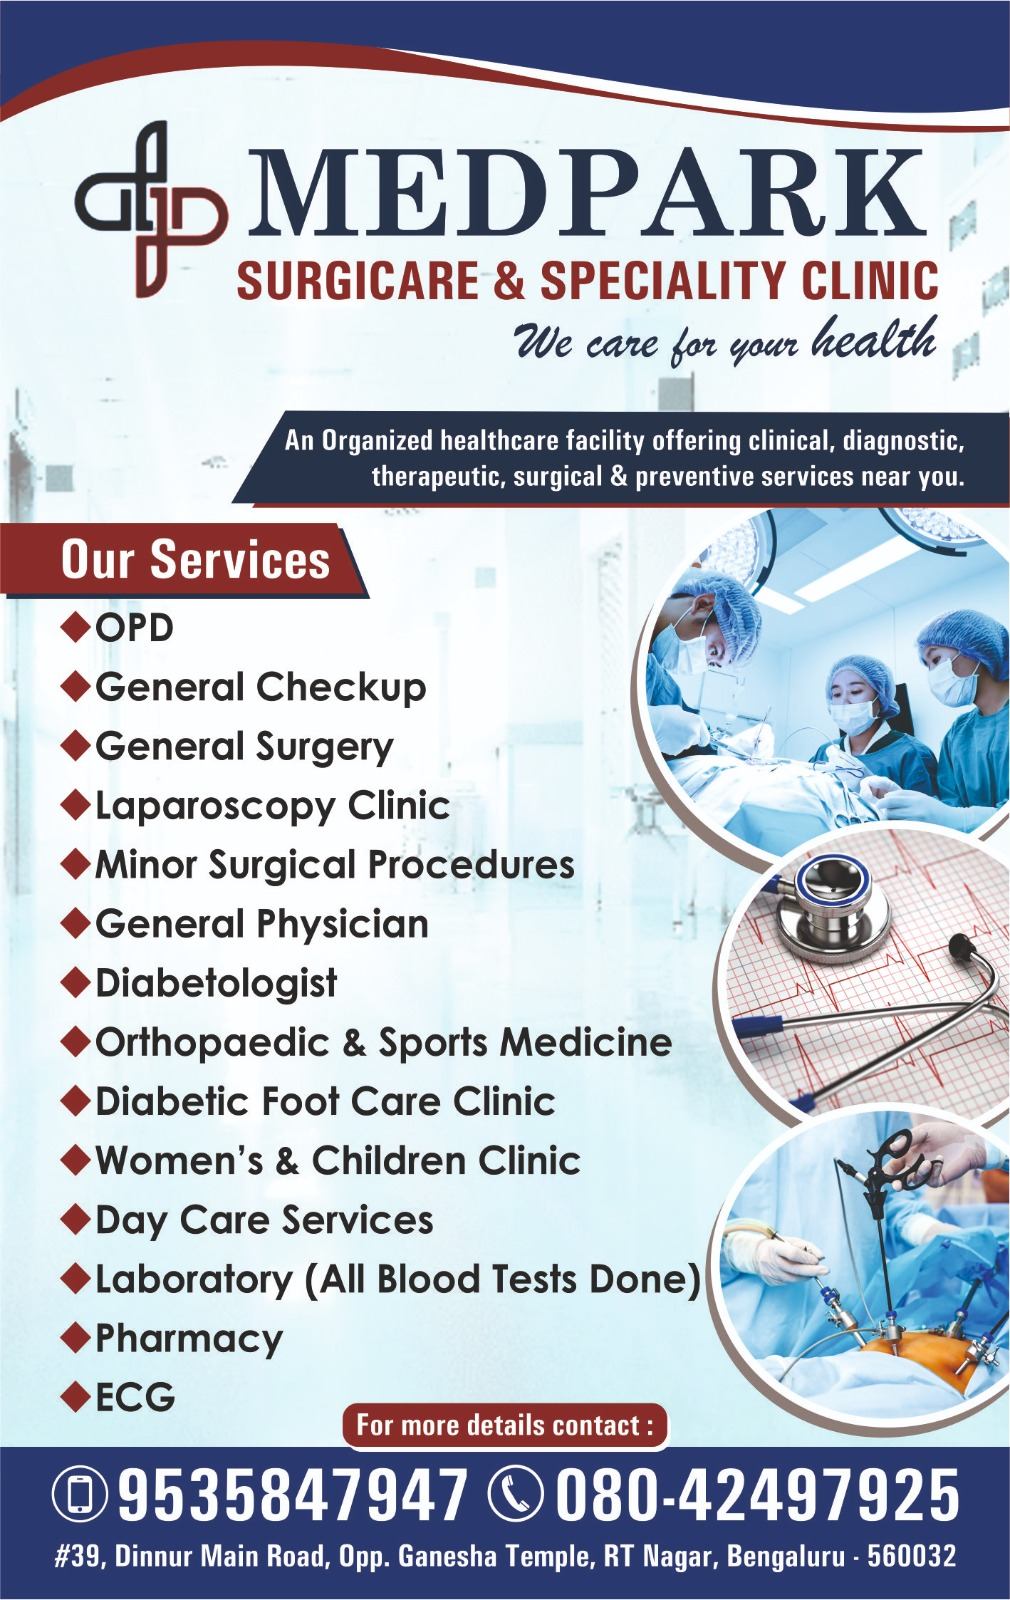 MEDPARK
SURGICARE & SPECIALITY CLINIC
We care for your health
An Organized healthcare facility offering clinical, diagnostic,
therapeutic, surgical & preventive services near you.
Our Services
OPD
General Checkup
General Surgery
Laparoscopy Clinic
Minor Surgical Procedures
General Physician
Diabetologist
Orthopaedic & Sports Medicine
Diabetic Foot Care Clinic
Women's & Children Clinic
Day Care Services
Laboratory (All Blood Tests Done)
Pharmacy
ECG
For more details contact :
9535847947 080-42497925
#39, Dinnur Main Road, Opp. Ganesha Temple, RT Nagar, Bengaluru - 560032